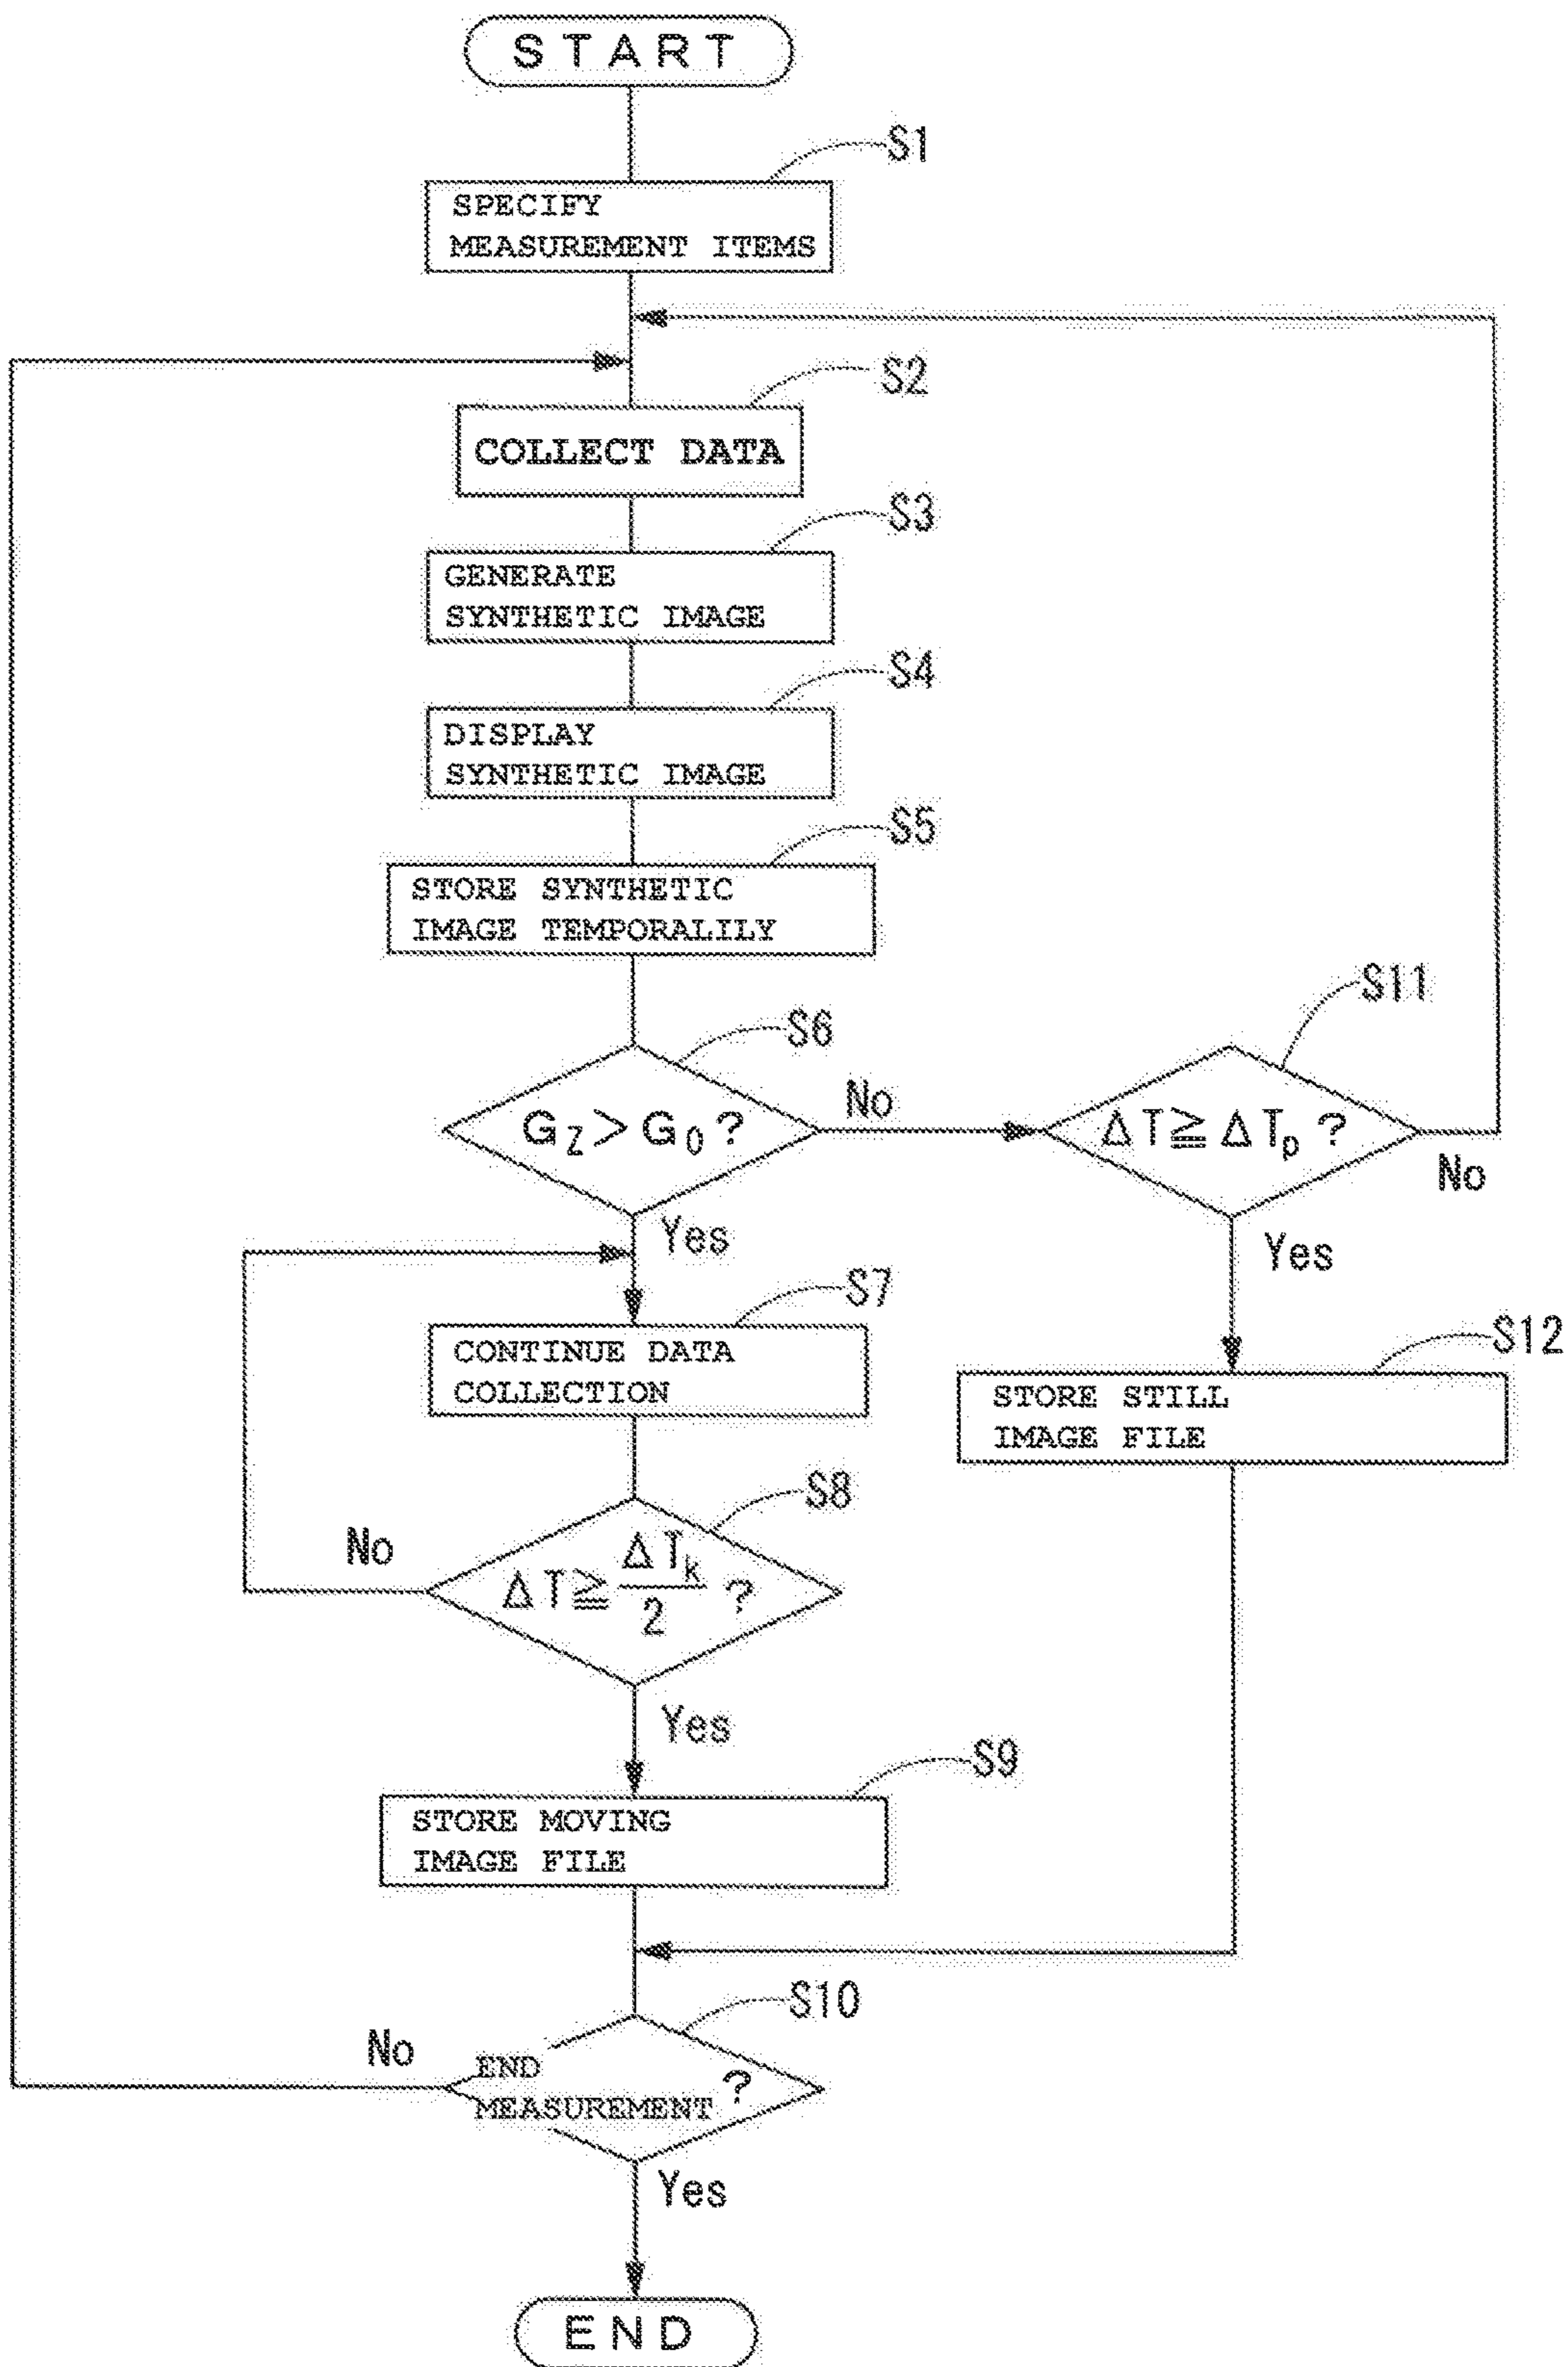 START
S1
SPECIFY
MEASUREMENT ITEMS
S2
COLLECT DATA
S3
GENERATE
SYNTHETIC IMAGE
S4
DISPLAY
SYNTHETIC IMAGE
S5
STORE SYNTHETIC
IMAGE TEMPORALILY
S6
G_Z > G_0 ?
No
Yes
S11
ΔT ≧ ΔT_p ?
No
Yes
S7
CONTINUE DATA
COLLECTION
S12
STORE STILL
IMAGE FILE
S8
ΔT ≧ ΔT_k / 2 ?
No
Yes
S9
STORE MOVING
IMAGE FILE
S10
END
MEASUREMENT ?
No
Yes
END